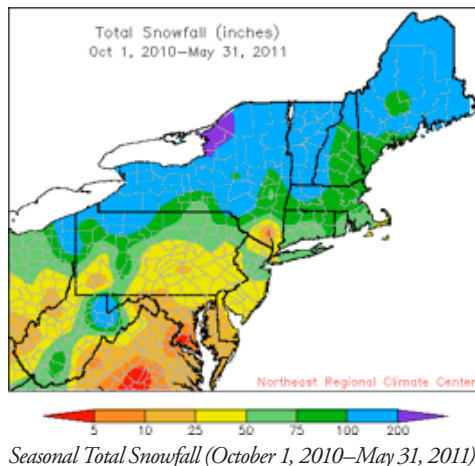 Total Snowfall (inches)
Oct 1, 2010–May 31, 2011
Northeast Regional Climate Center
5 10 25 50 75 100 200
Seasonal Total Snowfall (October 1, 2010–May 31, 2011)